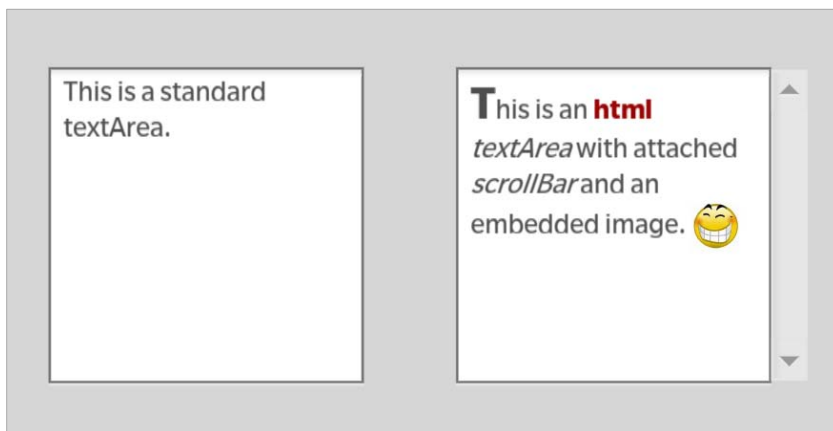 This is a standard
textArea.
This is an html
textArea with attached
scrollBar and an
embedded image.